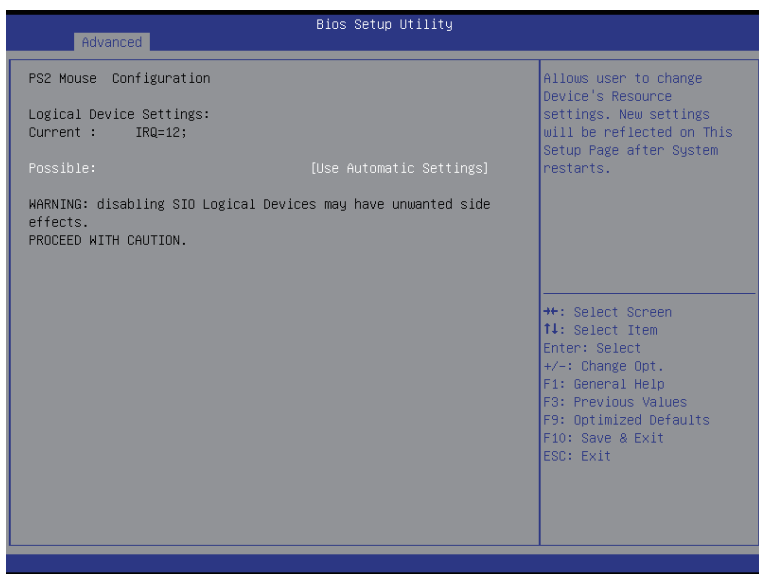 Bios Setup Utility
Advanced
PS2 Mouse Configuration
Logical Device Settings:
Current : IRQ=12;
Possible: [Use Automatic Settings]
WARNING: disabling SIO Logical Devices may have unwanted side
effects.
PROCEED WITH CAUTION.
Allows user to change
Device's Resource
settings. New settings
will be reflected on This
Setup Page after System
restarts.
→←: Select Screen
↑↓: Select Item
Enter: Select
+/-: Change Opt.
F1: General Help
F3: Previous Values
F9: Optimized Defaults
F10: Save & Exit
ESC: Exit